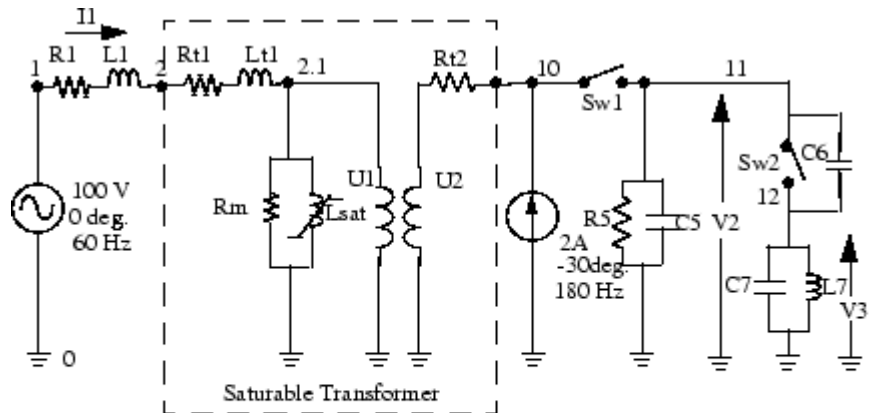 I1
R1
L1
Rt1
Lt1
Rt2
1
2
2.1
10
11
Sw1
Sw2
C6
12
100 V
0 deg.
60 Hz
Rm
Lsat
U1
U2
2A
-30deg.
180 Hz
R5
C5
V2
C7
L7
V3
0
Saturable Transformer